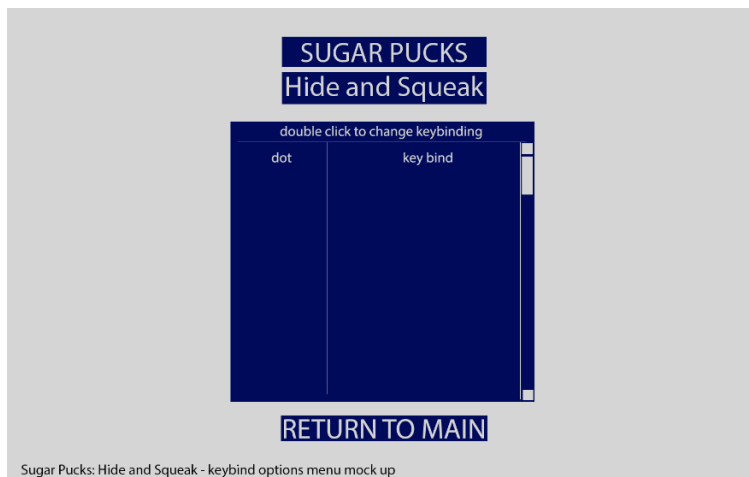 SUGAR PUCKS
Hide and Squeak
double click to change keybinding
dot key bind
RETURN TO MAIN
Sugar Pucks: Hide and Squeak - keybind options menu mock up